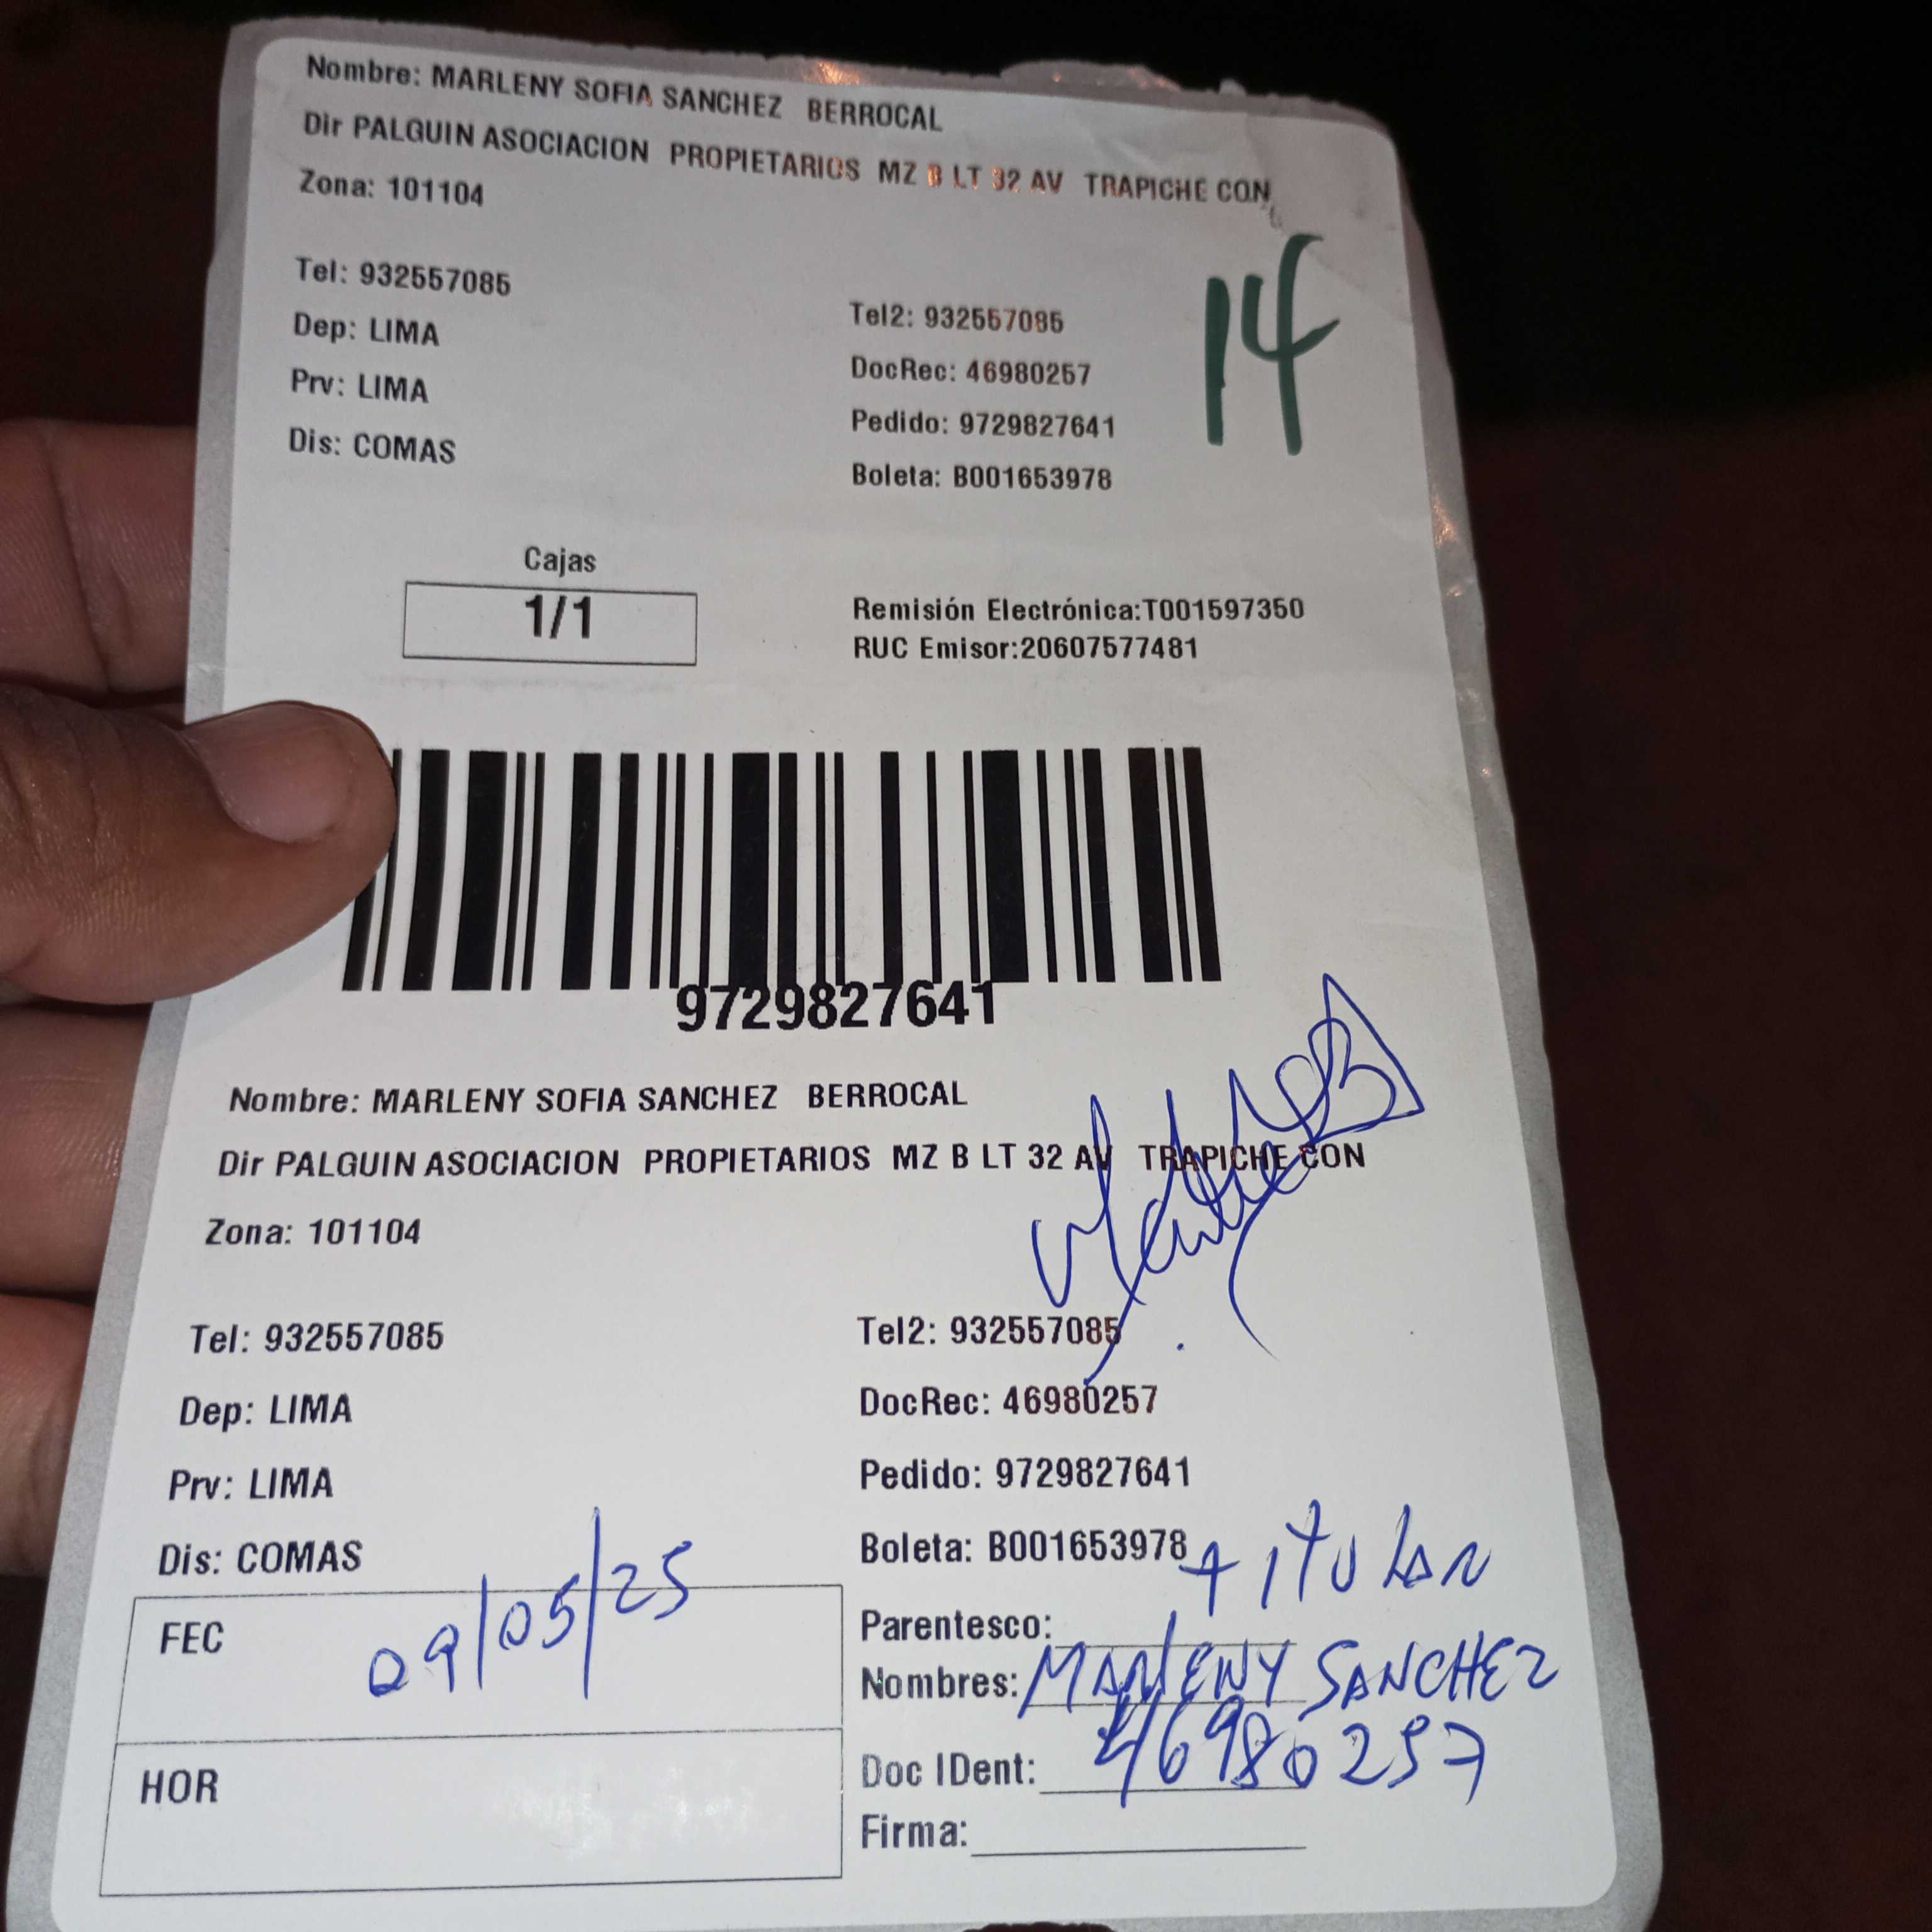 Nombre: MARLENY SOFIA SANCHEZ BERROCAL
Dir PALGUIN ASOCIACION PROPIETARIOS MZ B LT 32 AV TRAPICHE CON
Zona: 101104
14
Tel: 932557085
Tel2: 932557085
Dep: LIMA
DocRec: 46980257
Prv: LIMA
Pedido: 9729827641
Dis: COMAS
Boleta: B001653978
Cajas
1/1
Remisión Electrónica:T001597350
RUC Emisor:20607577481
9729827641
Nombre: MARLENY SOFIA SANCHEZ BERROCAL
Dir PALGUIN ASOCIACION PROPIETARIOS MZ B LT 32 AV TRAPICHE CON
Zona: 101104
Tel: 932557085
Tel2: 932557085
Dep: LIMA
DocRec: 46980257
Prv: LIMA
Pedido: 9729827641
Dis: COMAS
Boleta: B001653978
FEC 09/05/25
Parentesco: TITULAR
Nombres: MARLENY SANCHEZ
HOR
Doc IDent: 46980257
Firma: